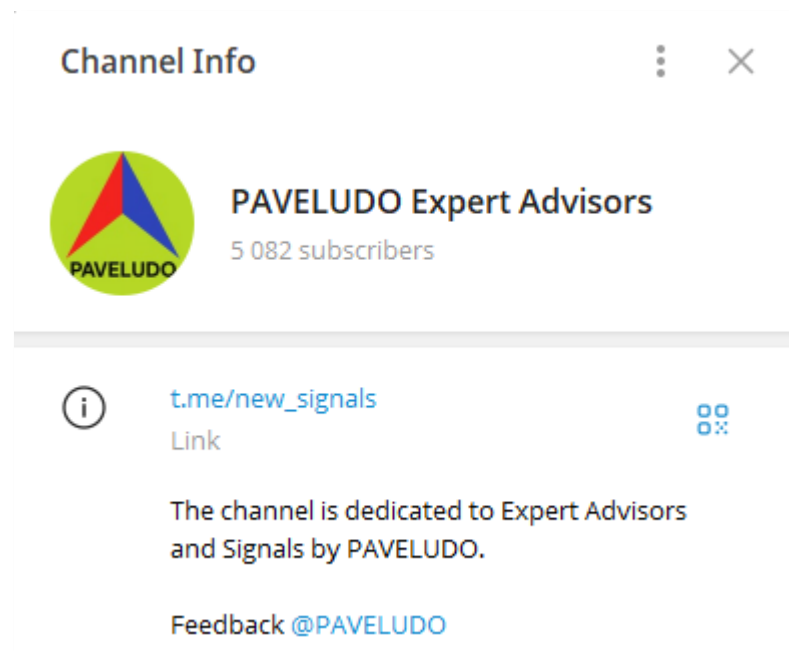 Channel Info
PAVELUDO
PAVELUDO Expert Advisors
5 082 subscribers
t.me/new_signals
Link
The channel is dedicated to Expert Advisors
and Signals by PAVELUDO.
Feedback @PAVELUDO